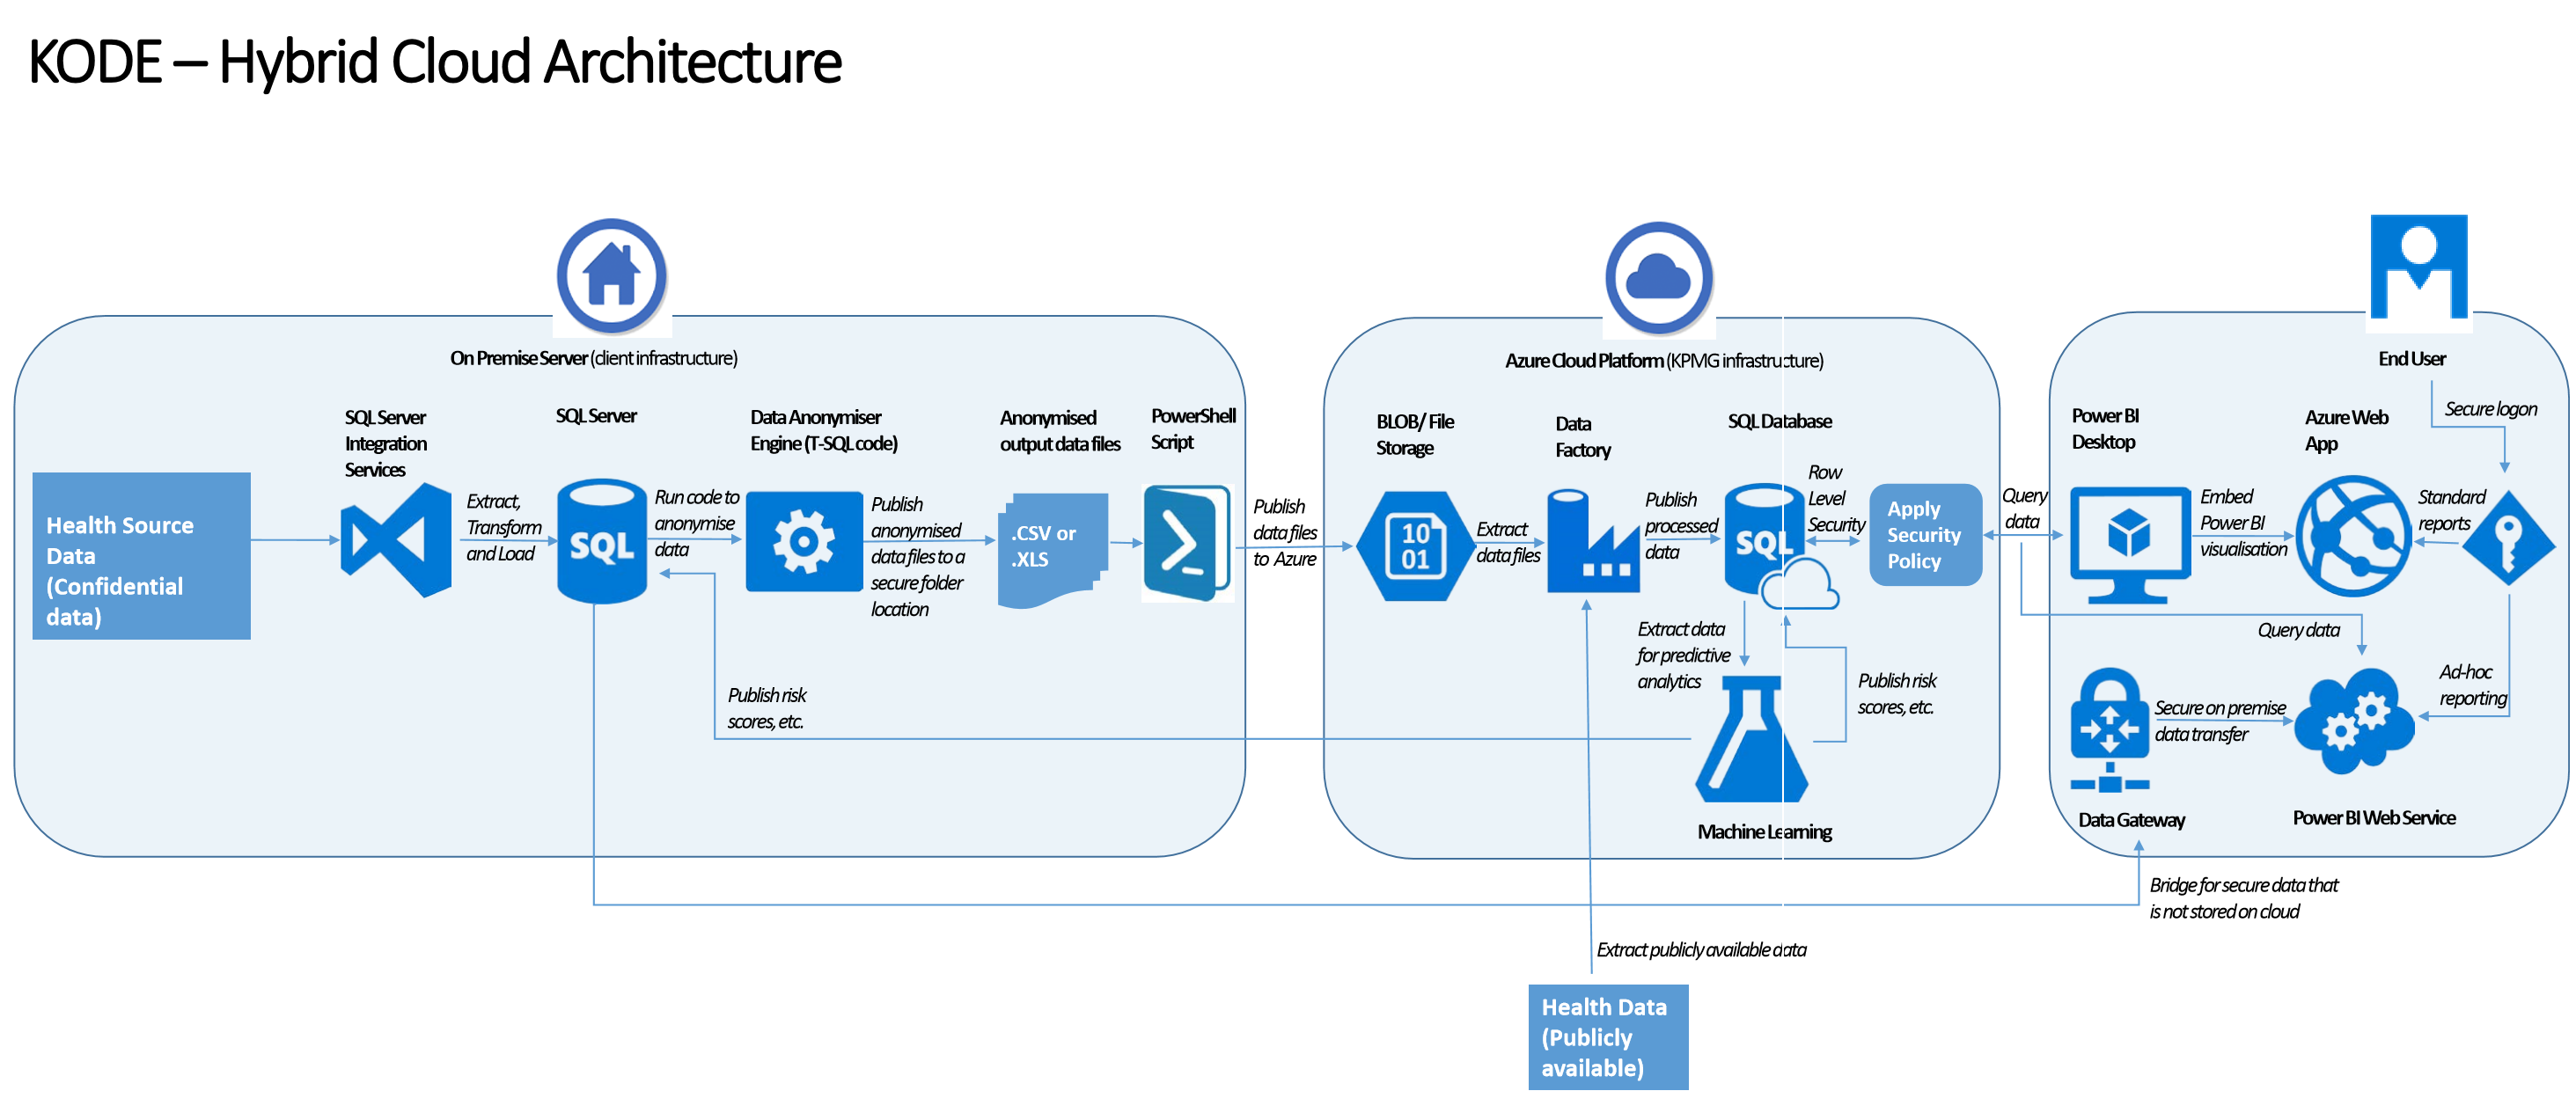 KODE – Hybrid Cloud Architecture
On Premise Server (client infrastructure)
Health Source
Data
(Confidential
data)
SQL Server
Integration
Services
Extract,
Transform
and Load
SQL Server
SQL
Run code to
anonymise
data
Data Anonymiser
Engine (T-SQL code)
Publish
anonymised
data files to a
secure folder
location
Anonymised
output data files
.CSV or
.XLS
PowerShell
Script
Publish risk
scores, etc.
Publish
data files
to Azure
Azure Cloud Platform (KPMG infrastructure)
BLOB/ File
Storage
10
01
Extract
data files
Data
Factory
Publish
processed
data
SQL Database
SQL
Row
Level
Security
Apply
Security
Policy
Extract data
for predictive
analytics
Publish risk
scores, etc.
Machine Learning
Query
data
End User
Secure logon
Power BI
Desktop
Embed
Power BI
visualisation
Azure Web
App
Standard
reports
Query data
Ad-hoc
reporting
Secure on premise
data transfer
Data Gateway
Power BI Web Service
Bridge for secure data that
is not stored on cloud
Extract publicly available data
Health Data
(Publicly
available)